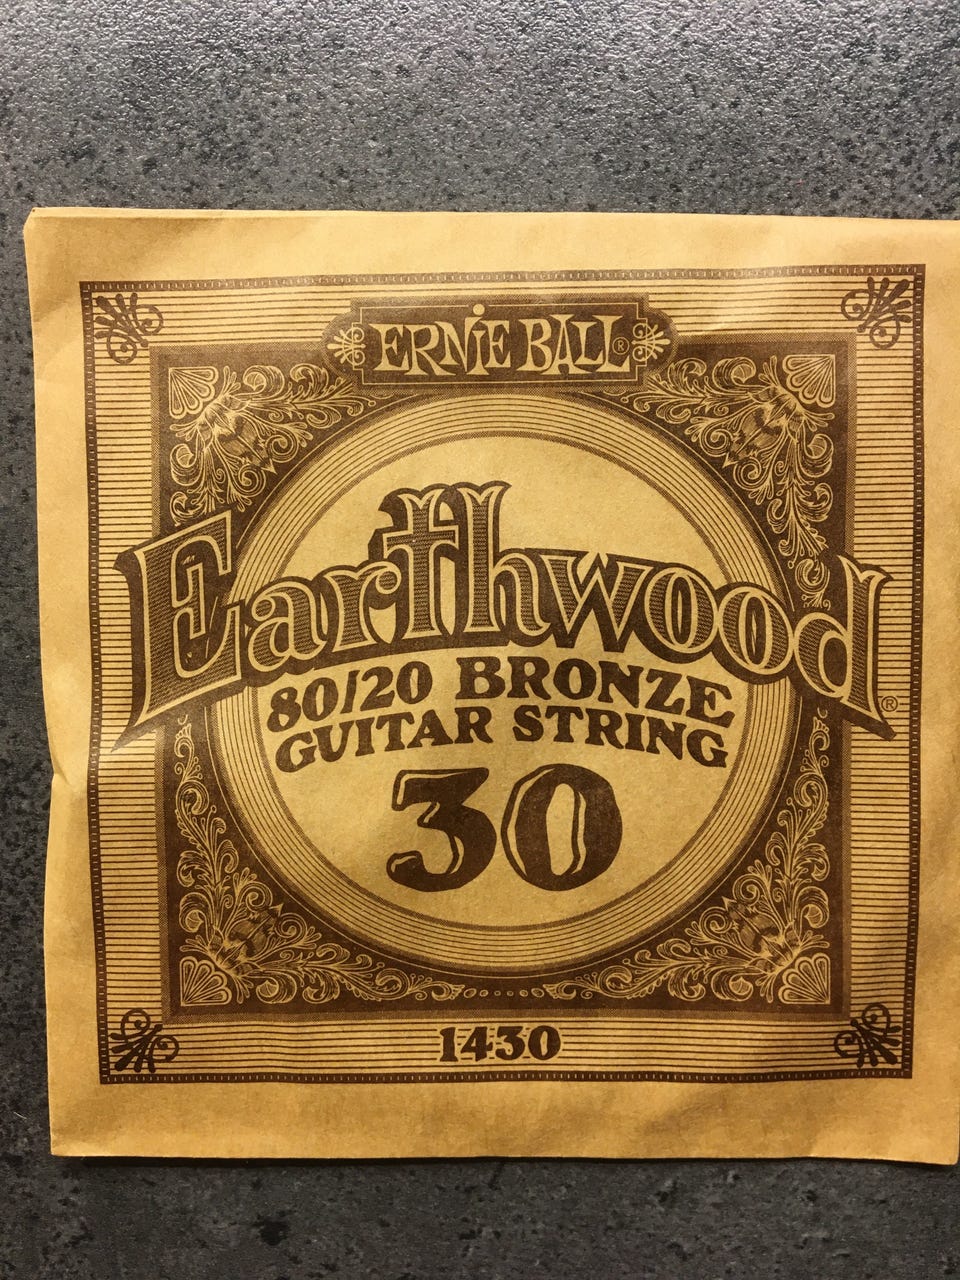 ERNIE BALL®
Earthwood®
80/20 BRONZE
GUITAR STRING
30
1430